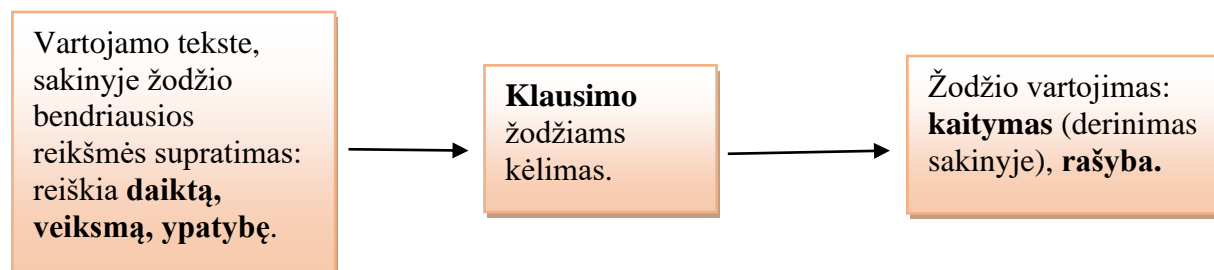 Vartojamo tekste,
sakinyje žodžio
bendriausios
reikšmės supratimas:
reiškia daiktą,
veiksmą, ypatybę.
Klausimo
žodžiams
kėlimas.
Žodžio vartojimas:
kaitymas (derinimas
sakinyje), rašyba.